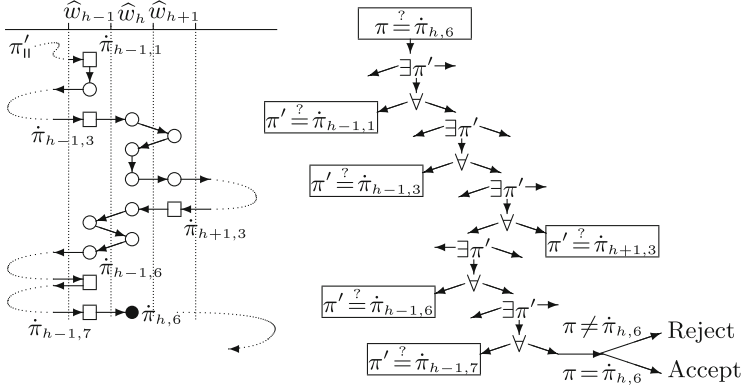 ŵ_{h−1} ŵ_h ŵ_{h+1}
π′_{II} π̇_{h−1,1}
π̇_{h−1,3}
π̇_{h+1,3}
π̇_{h−1,6}
π̇_{h−1,7} π̇_{h,6}
π ≟ π̇_{h,6}
∃π′
∀
π′ ≟ π̇_{h−1,1}
∃π′
∀
π′ ≟ π̇_{h−1,3}
∃π′
∀
π′ ≟ π̇_{h+1,3}
∃π′
∀
π′ ≟ π̇_{h−1,6}
∃π′
∀
π′ ≟ π̇_{h−1,7}
π ≠ π̇_{h,6} Reject
π = π̇_{h,6} Accept